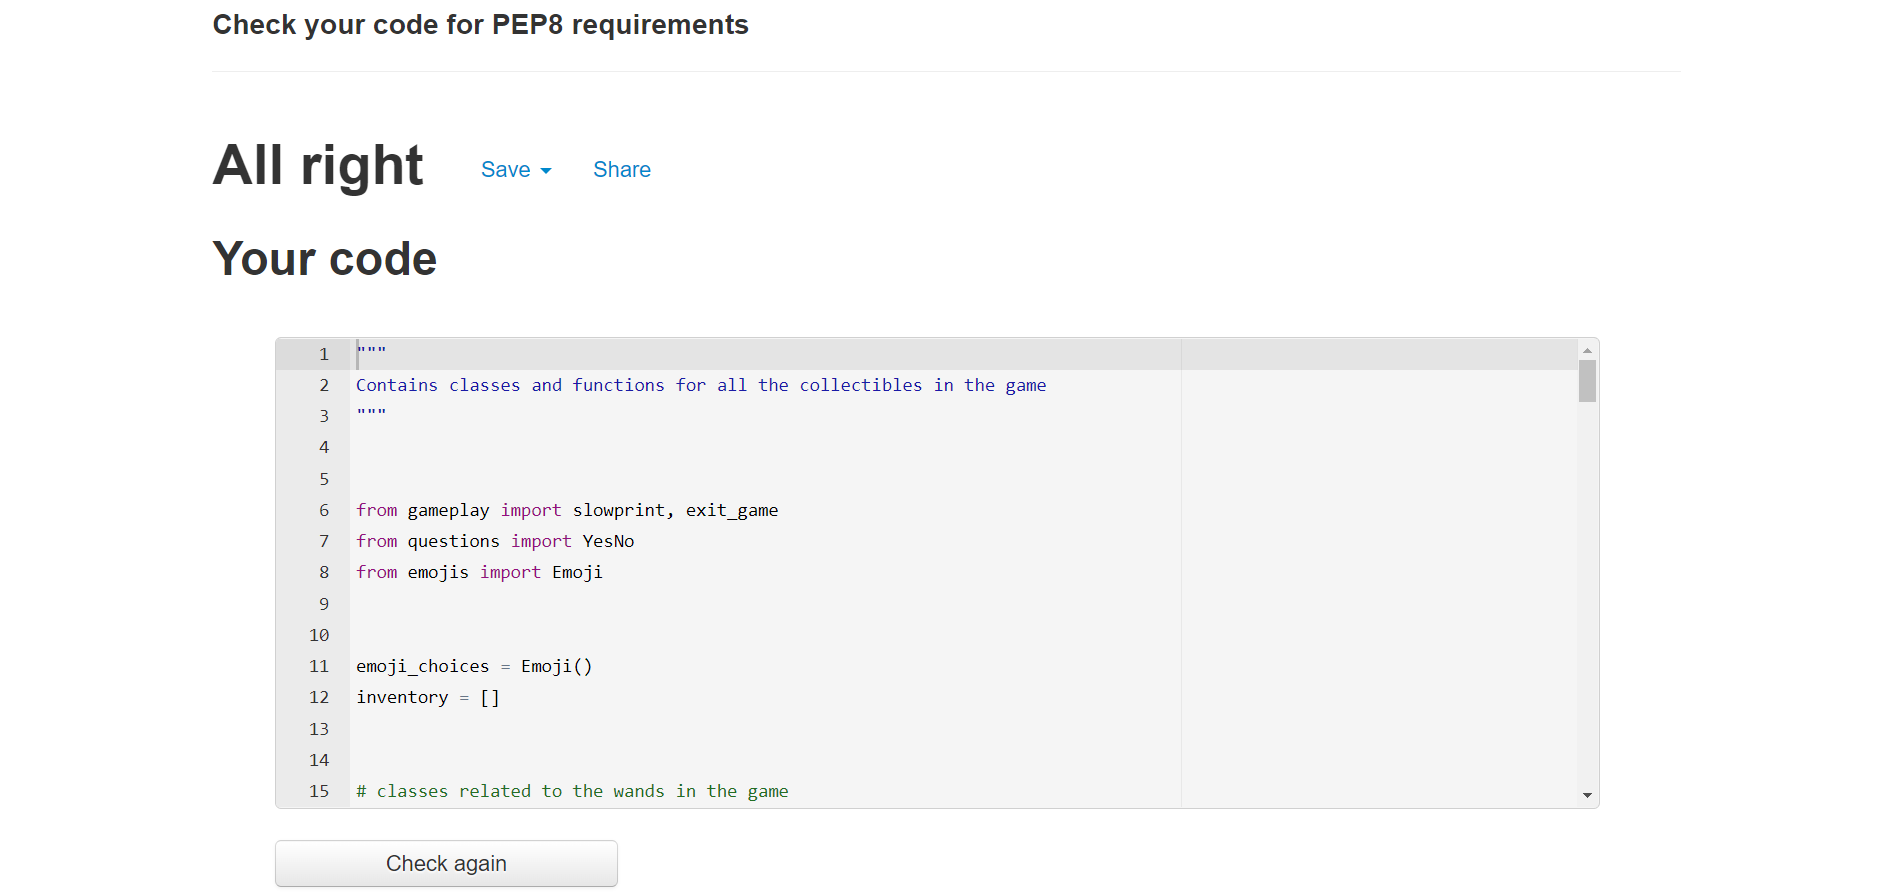 Check your code for PEP8 requirements
All right Save Share
Your code
1 """
2 Contains classes and functions for all the collectibles in the game
3 """
4
5
6 from gameplay import slowprint, exit_game
7 from questions import YesNo
8 from emojis import Emoji
9
10
11 emoji_choices = Emoji()
12 inventory = []
13
14
15 # classes related to the wands in the game
Check again